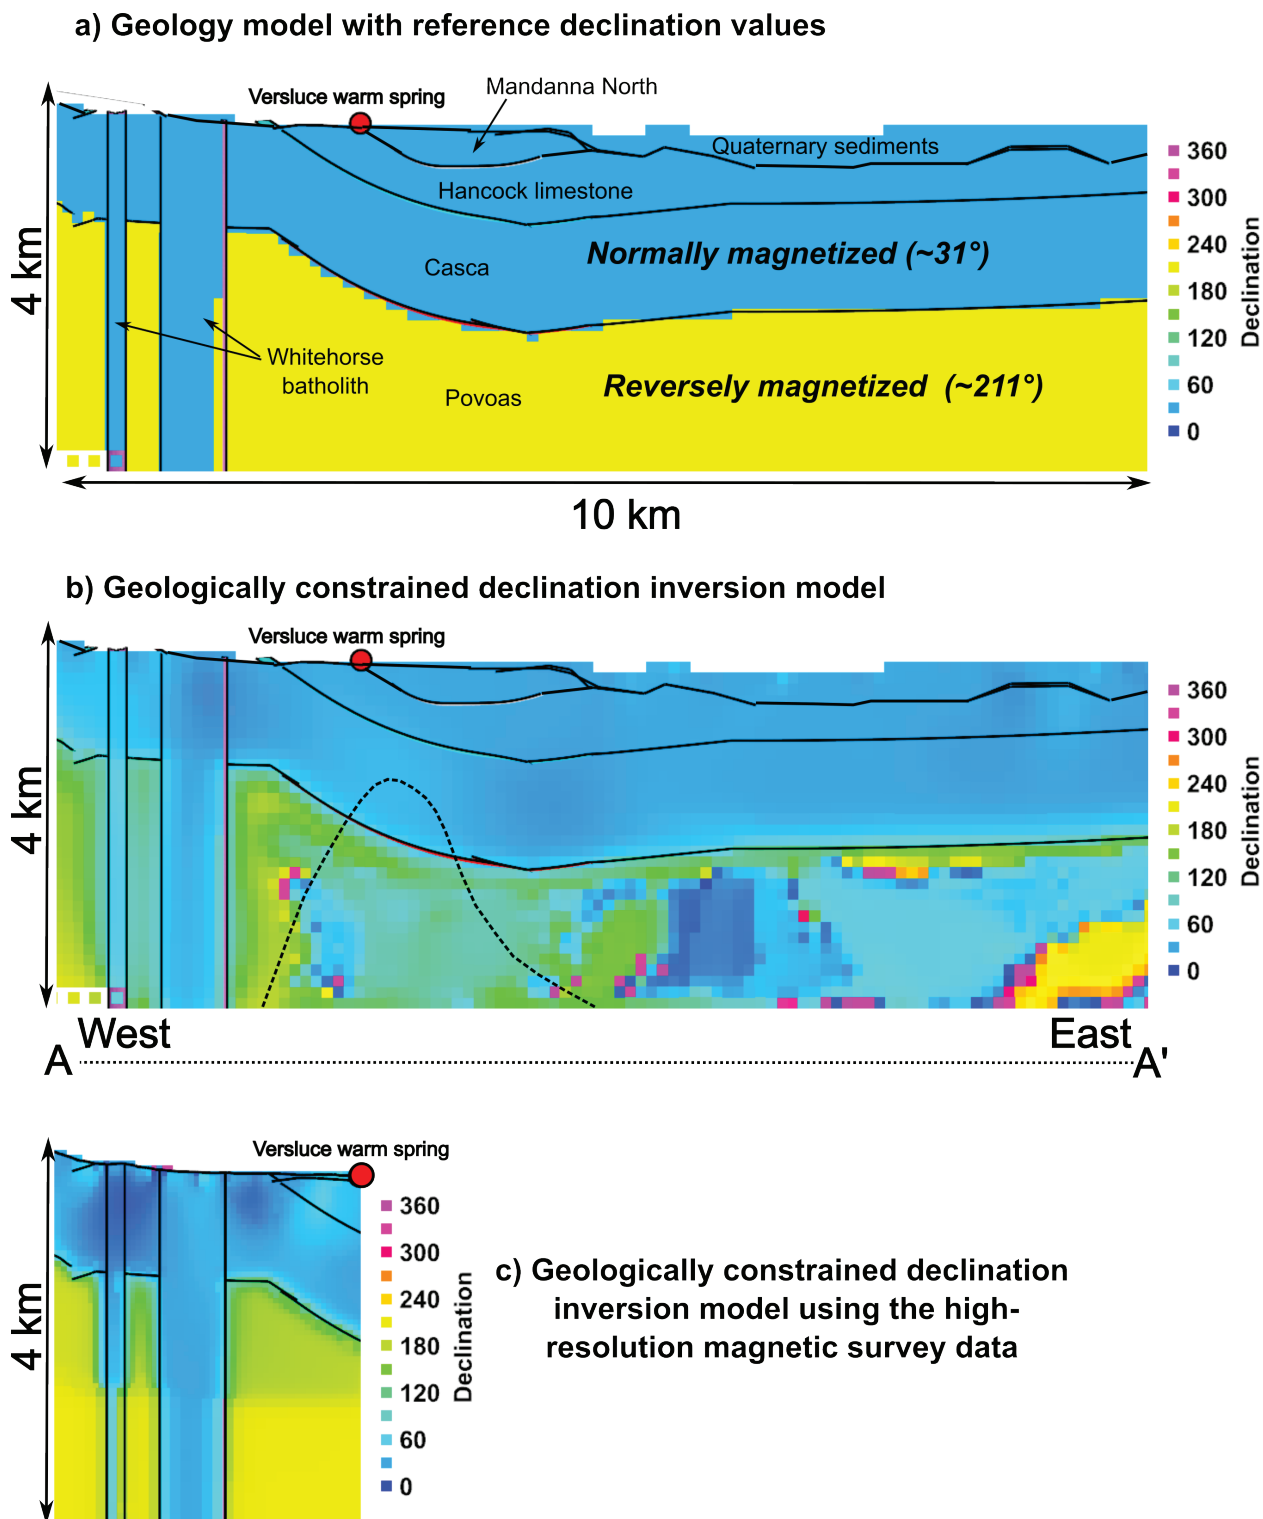 a) Geology model with reference declination values
Mandanna North
Versluce warm spring
Quaternary sediments
Hancock limestone
Normally magnetized (~31°)
Casca
Whitehorse
batholith
Povoas
Reversely magnetized (~211°)
4 km
10 km
360
300
240
180
120
60
0
Declination
b) Geologically constrained declination inversion model
Versluce warm spring
4 km
360
300
240
180
120
60
0
Declination
West
East
A
A'
Versluce warm spring
4 km
360
300
240
180
120
60
0
Declination
c) Geologically constrained declination
inversion model using the high-
resolution magnetic survey data